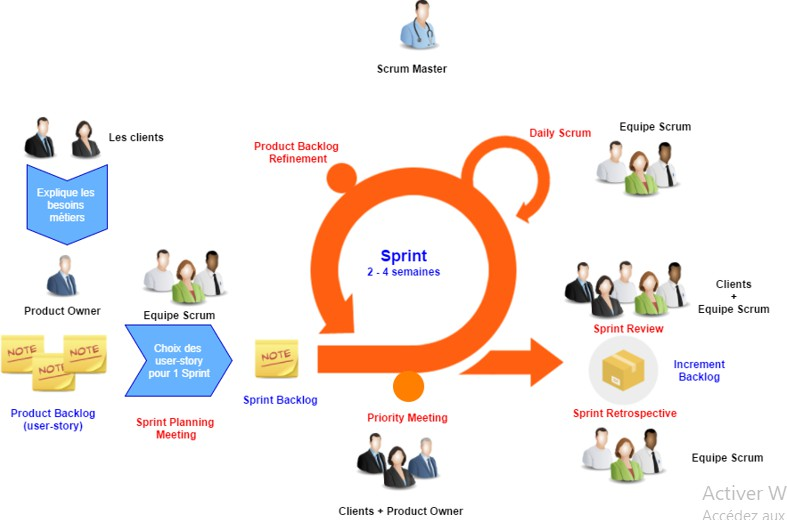 Scrum Master
Les clients
Explique les
besoins
métiers
Product Owner
NOTE
NOTE
NOTE
Product Backlog
(user-story)
Equipe Scrum
Choix des
user-story
pour 1 Sprint
Sprint Planning
Meeting
NOTE
Sprint Backlog
Product Backlog
Refinement
Daily Scrum
Equipe Scrum
Sprint
2 - 4 semaines
Priority Meeting
Clients + Product Owner
Clients
+
Equipe Scrum
Sprint Review
Increment
Backlog
Sprint Retrospective
Equipe Scrum
Activer W
Accédez aux